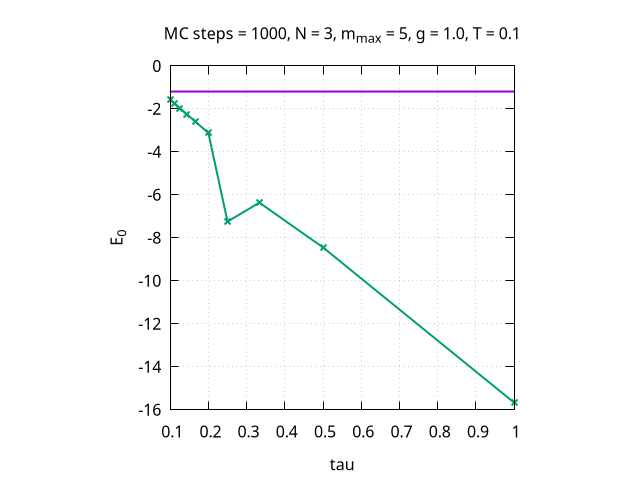 MC steps = 1000, N = 3, m_max = 5, g = 1.0, T = 0.1
0
-2
-4
-6
-8
-10
-12
-14
-16
E_0
0.1 0.2 0.3 0.4 0.5 0.6 0.7 0.8 0.9 1
tau